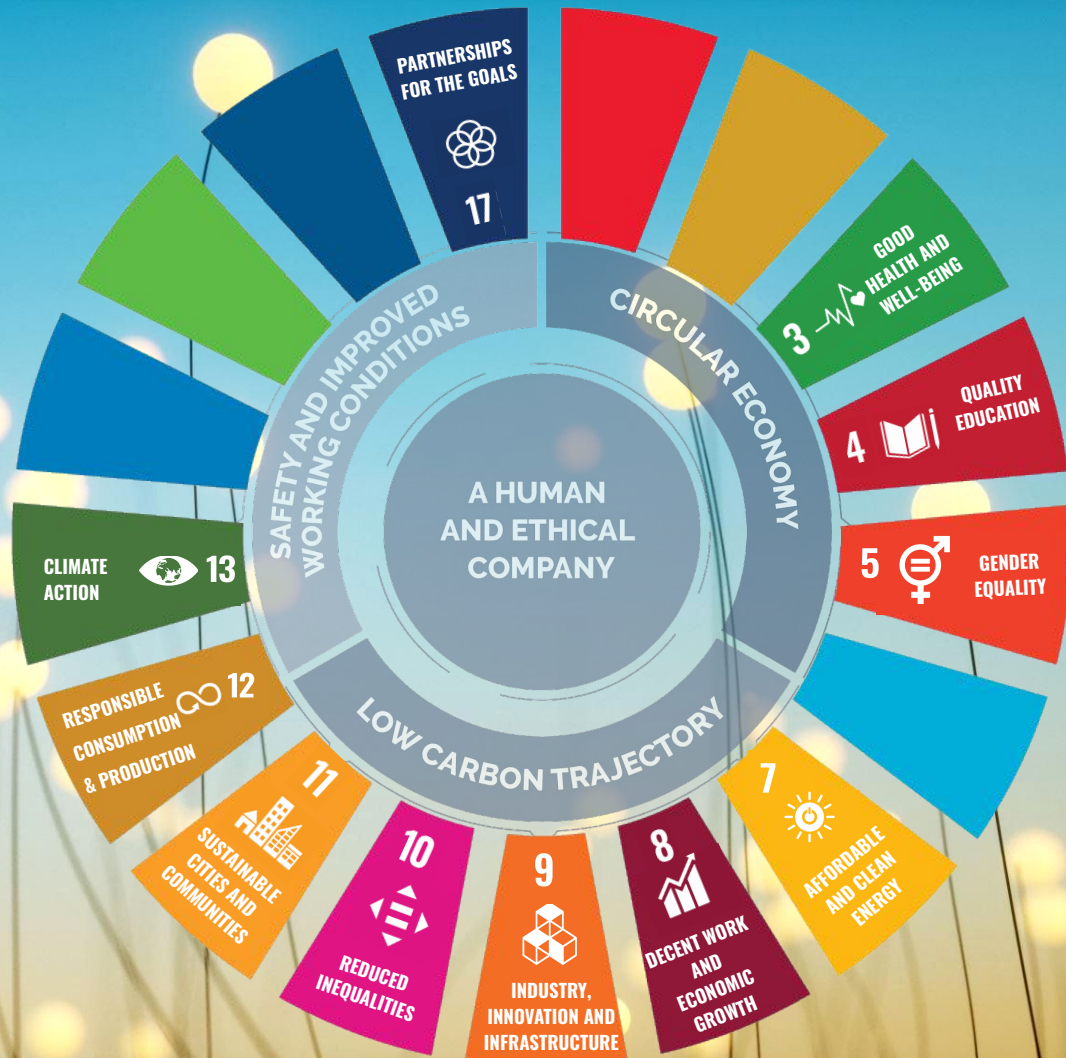 PARTNERSHIPS
FOR THE GOALS
17
GOOD
HEALTH AND
WELL-BEING
3
QUALITY
EDUCATION
4
5
GENDER
EQUALITY
7
AFFORDABLE
AND CLEAN
ENERGY
8
DECENT WORK
AND
ECONOMIC
GROWTH
9
INDUSTRY,
INNOVATION AND
INFRASTRUCTURE
10
REDUCED
INEQUALITIES
11
SUSTAINABLE
CITIES AND
COMMUNITIES
12
RESPONSIBLE
CONSUMPTION
& PRODUCTION
13
CLIMATE
ACTION
SAFETY AND IMPROVED
WORKING CONDITIONS
CIRCULAR ECONOMY
LOW CARBON TRAJECTORY
A HUMAN
AND ETHICAL
COMPANY